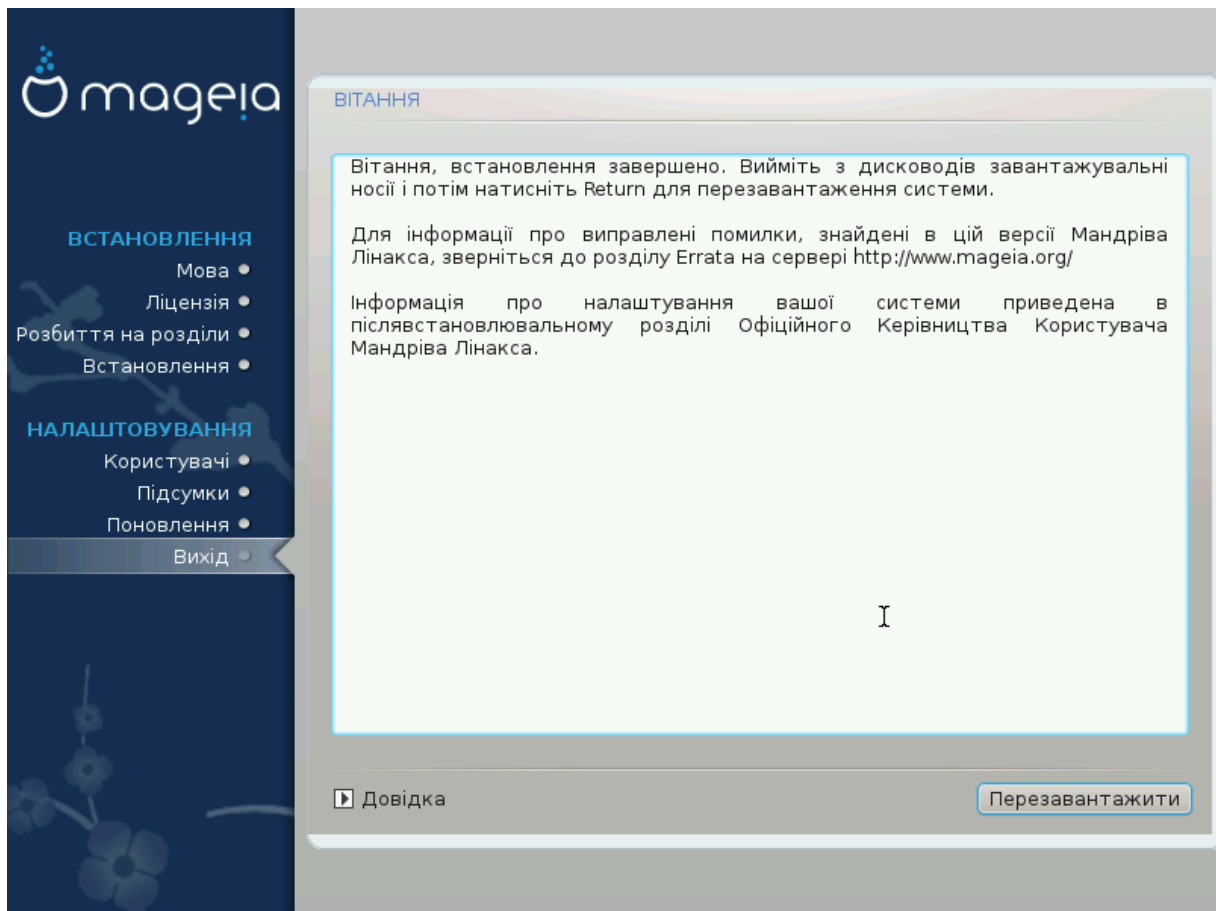 mageia
ВСТАНОВЛЕННЯ
Мова
Ліцензія
Розбиття на розділи
Встановлення
НАЛАШТОВУВАННЯ
Користувачі
Підсумки
Поновлення
Вихід
ВІТАННЯ
Вітання, встановлення завершено. Вийміть з дисководів завантажувальні
носії і потім натисніть Return для перезавантаження системи.
Для інформації про виправлені помилки, знайдені в цій версії Мандріва
Лінакса, зверніться до розділу Errata на сервері http://www.mageia.org/
Інформація про налаштування вашої системи приведена в
післявстановлювальному розділі Офіційного Керівництва Користувача
Мандріва Лінакса.
Довідка
Перезавантажити